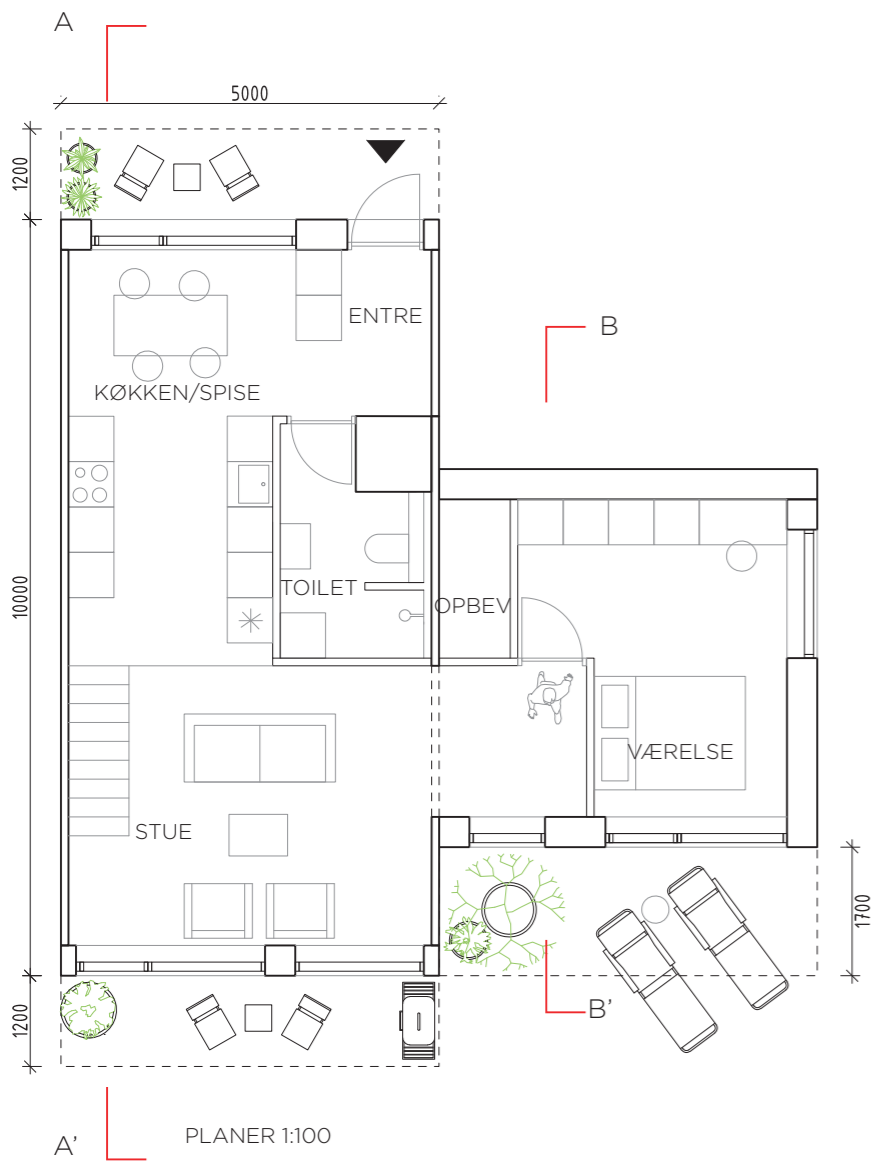 A
5000
1200
ENTRE
B
KØKKEN/SPISE
10000
TOILET
OPBEV
VÆRELSE
STUE
1700
B'
1200
A'
PLANER 1:100